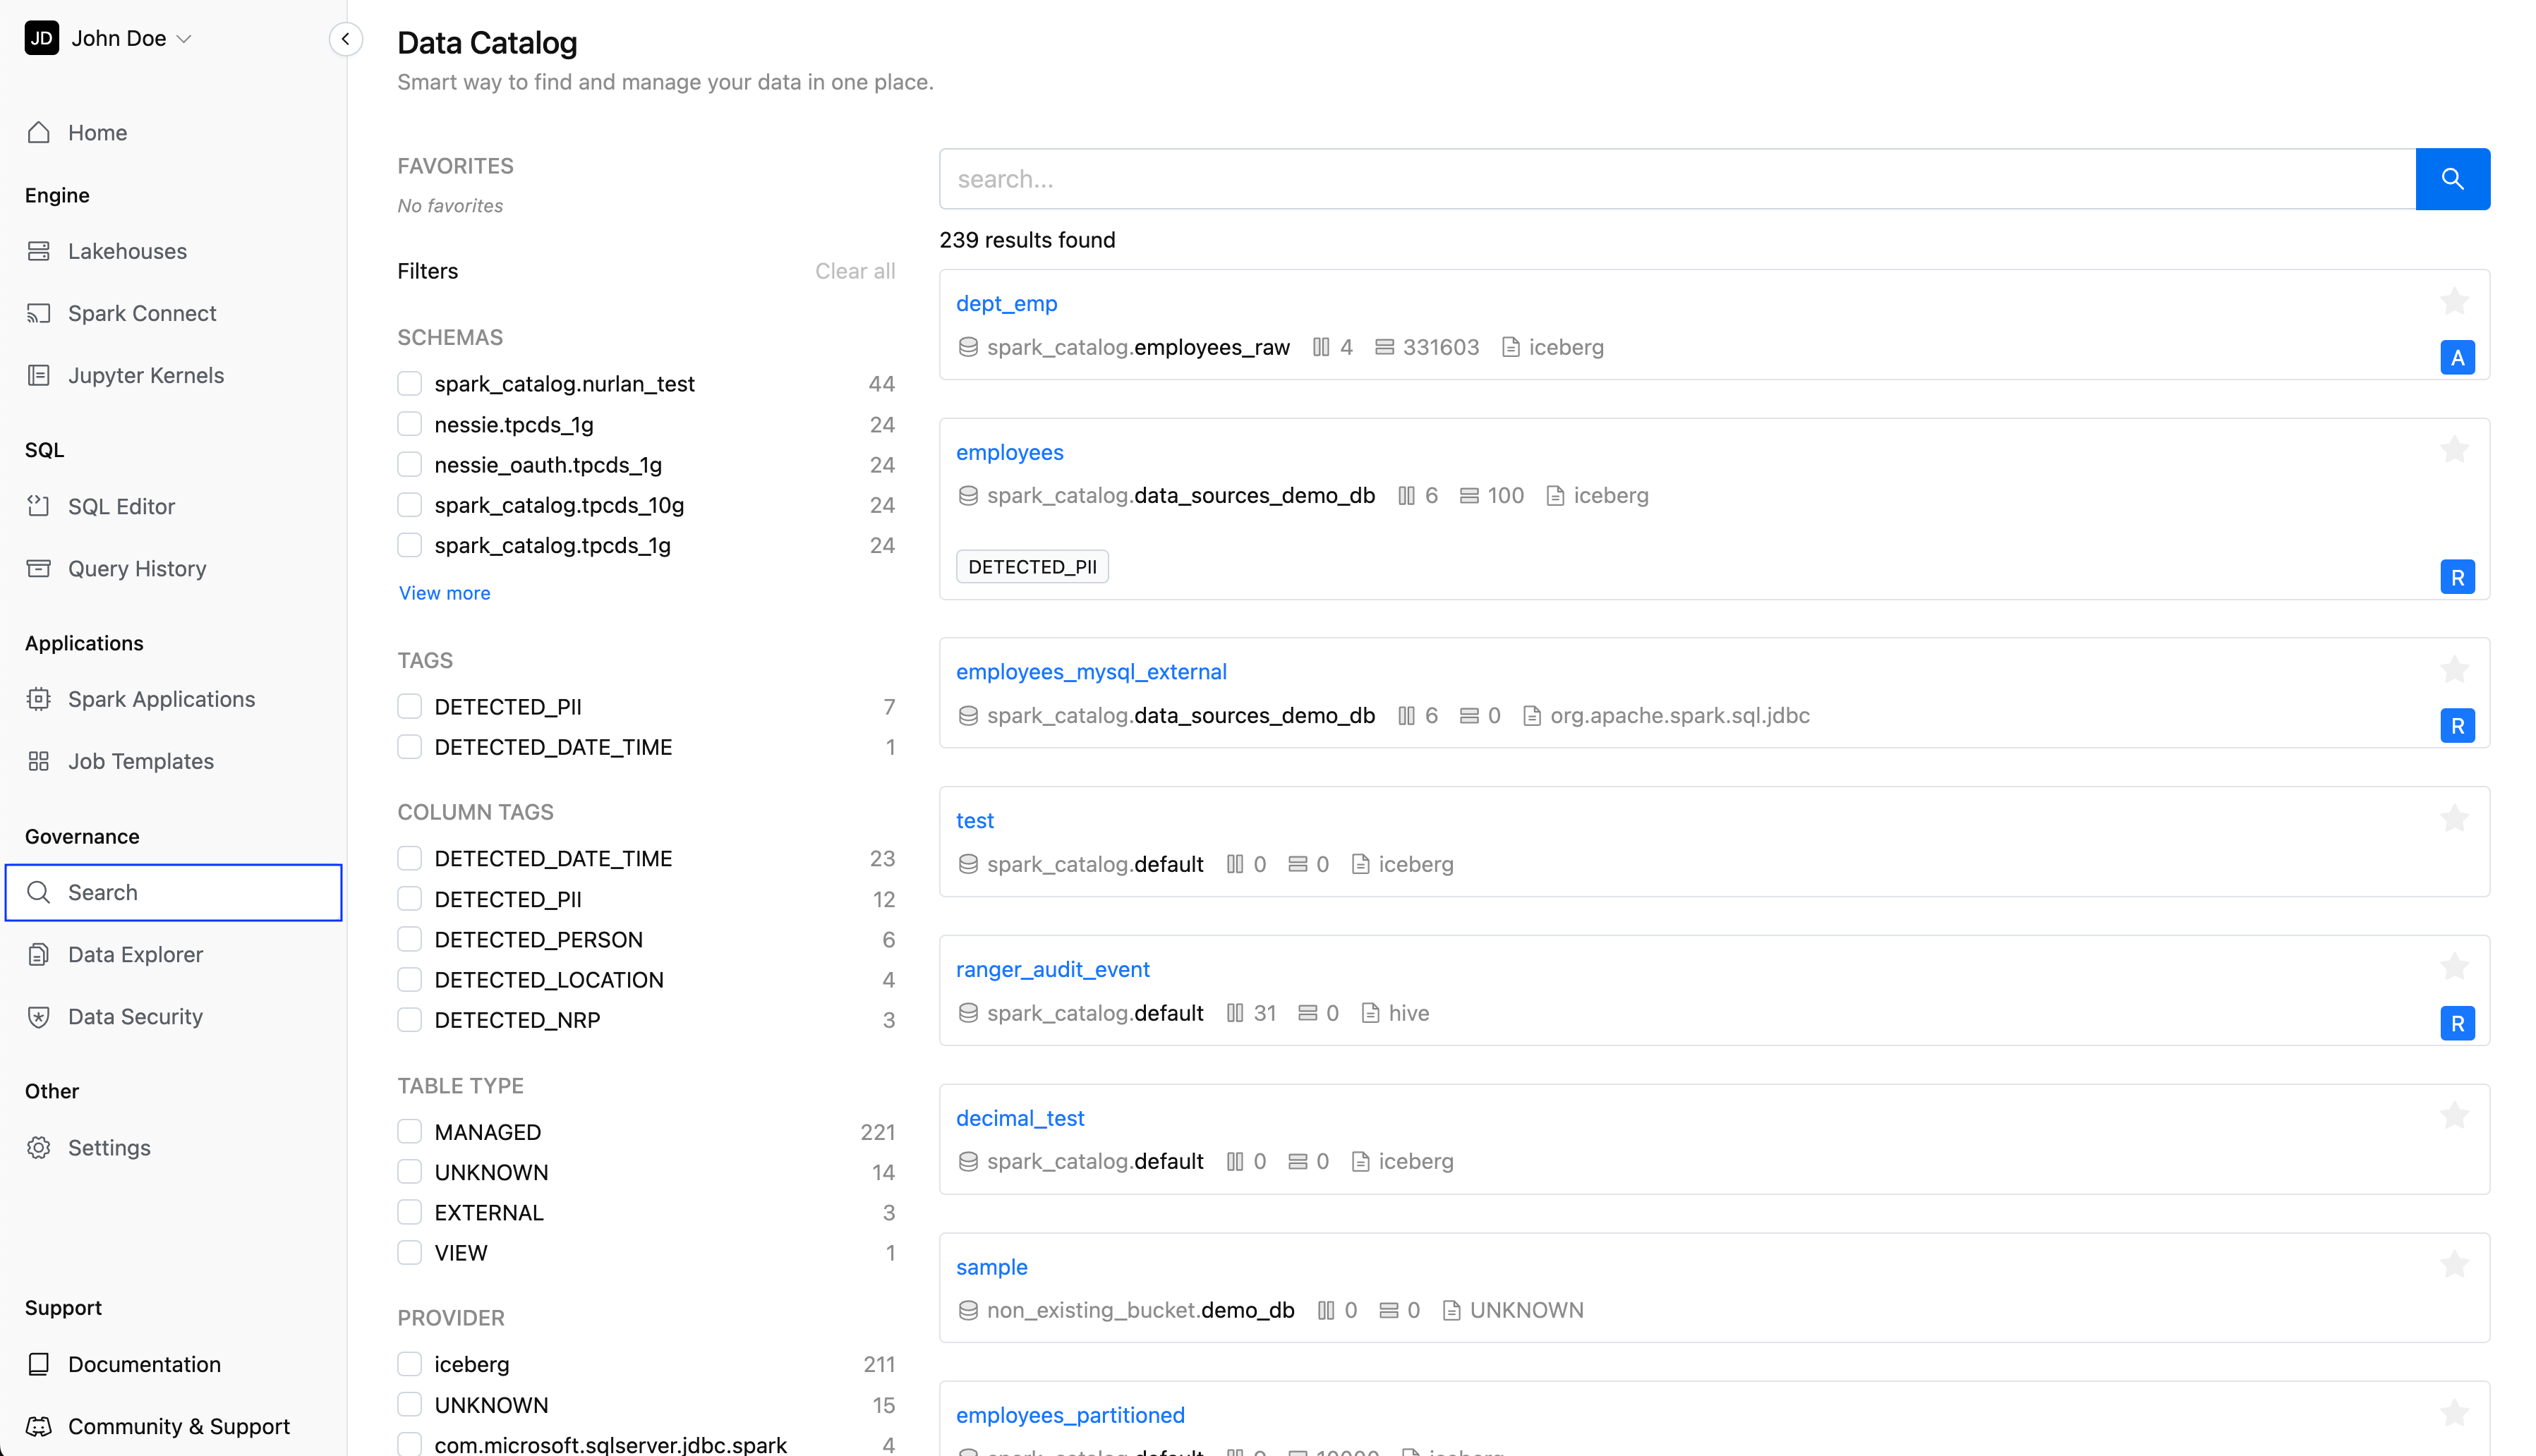 JD John Doe
Home
Engine
Lakehouses
Spark Connect
Jupyter Kernels
SQL
SQL Editor
Query History
Applications
Spark Applications
Job Templates
Governance
Search
Data Explorer
Data Security
Other
Settings
Support
Documentation
Community & Support
Data Catalog
Smart way to find and manage your data in one place.
FAVORITES
No favorites
Filters Clear all
SCHEMAS
spark_catalog.nurlan_test 44
nessie.tpcds_1g 24
nessie_oauth.tpcds_1g 24
spark_catalog.tpcds_10g 24
spark_catalog.tpcds_1g 24
View more
TAGS
DETECTED_PII 7
DETECTED_DATE_TIME 1
COLUMN TAGS
DETECTED_DATE_TIME 23
DETECTED_PII 12
DETECTED_PERSON 6
DETECTED_LOCATION 4
DETECTED_NRP 3
TABLE TYPE
MANAGED 221
UNKNOWN 14
EXTERNAL 3
VIEW 1
PROVIDER
iceberg 211
UNKNOWN 15
com.microsoft.sqlserver.jdbc.spark 4
search...
239 results found
dept_emp
spark_catalog.employees_raw 4 331603 iceberg
A
employees
spark_catalog.data_sources_demo_db 6 100 iceberg
DETECTED_PII
R
employees_mysql_external
spark_catalog.data_sources_demo_db 6 0 org.apache.spark.sql.jdbc
R
test
spark_catalog.default 0 0 iceberg
ranger_audit_event
spark_catalog.default 31 0 hive
R
decimal_test
spark_catalog.default 0 0 iceberg
sample
non_existing_bucket.demo_db 0 0 UNKNOWN
employees_partitioned